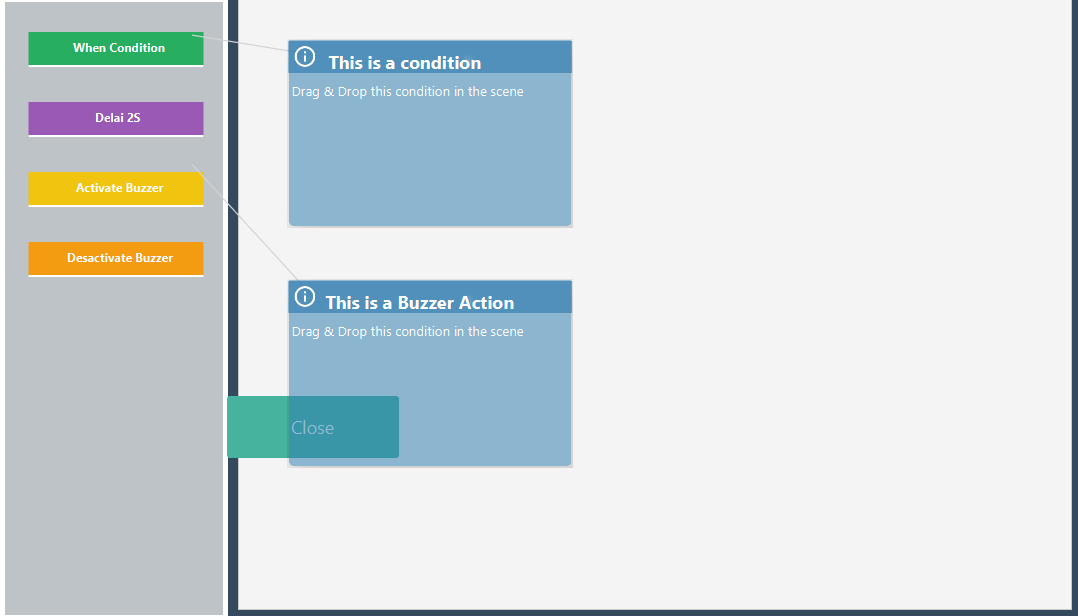 When Condition
Delai 2S
Activate Buzzer
Desactivate Buzzer
This is a condition
Drag & Drop this condition in the scene
This is a Buzzer Action
Drag & Drop this condition in the scene
Close